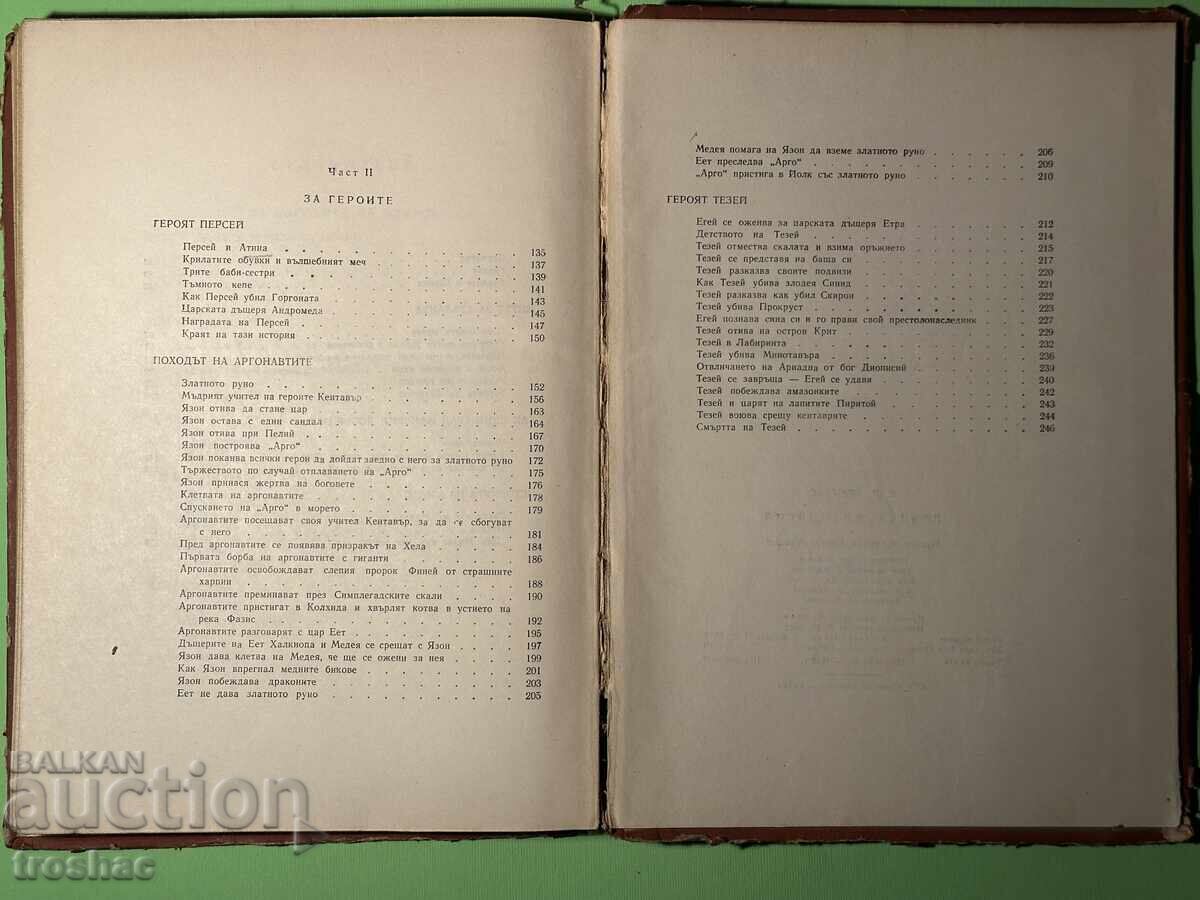 Част II
ЗА ГЕРОИТЕ
ГЕРОЯТ ПЕРСЕЙ
Персей и Атина 135
Крилатите обувки и вълшебният меч 137
Трите баби-сестри 139
Тъмното кепе 141
Как Персей убил Горгоната 143
Царската дъщеря Андромеда 145
Наградата на Персей 147
Краят на тази история 150
ПОХОДЪТ НА АРГОНАВТИТЕ
Златното руно 152
Мъдрият учител на героите Кентавър 156
Язон отива да стане цар 163
Язон остава с един сандал 164
Язон отива при Пелий 167
Язон построява „Арго“ 170
Язон поканва всички герои да дойдат заедно с него за златното руно 172
Тържеството по случай отплаването на „Арго“ 175
Язон принася жертва на боговете 176
Клетвата на аргонавтите 178
Спускането на „Арго“ в морето 179
Аргонавтите посещават своя учител Кентавър, за да се сбогуват
с него 181
Пред аргонавтите се появява призракът на Хела 184
Първата борба на аргонавтите с гиганти 186
Аргонавтите освобождават слепия пророк Финей от страшните
харпии 188
Аргонавтите преминават през Симплегадските скали 190
Аргонавтите пристигат в Колхида и хвърлят котва в устието на
река Фазис 192
Аргонавтите разговарят с цар Еет 195
Дъщерите на Еет Халкиопа и Медея се срещат с Язон 197
Язон дава клетва на Медея, че ще се ожени за нея 199
Как Язон впрегнал медните бикове 201
Язон побеждава драконите 203
Еет не дава златното руно 205
Медея помага на Язон да вземе златното руно 206
Еет преследва „Арго“ 209
„Арго“ пристига в Йолк със златното руно 210
ГЕРОЯТ ТЕЗЕЙ
Егей се оженва за царската дъщеря Етра 212
Детството на Тезей 214
Тезей отмества скалата и взима оръжието 215
Тезей се представя на баща си 217
Тезей разказва своите подвизи 220
Как Тезей убива злодея Синид 221
Тезей разказва как убил Скирон 222
Тезей убива Прокруст 223
Егей познава сина си и го прави свой престолонаследник 227
Тезей отива на остров Крит 229
Тезей в Лабиринта 232
Тезей убива Минотавъра 236
Отвличането на Ариадна от бог Дионисий 239
Тезей се завръща — Егей се удавя 240
Тезей побеждава амазонките 242
Тезей и царят на лапитите Пиритой 243
Тезей воюва срещу кентаврите 244
Смъртта на Тезей 246
BALKAN
auction
troshac